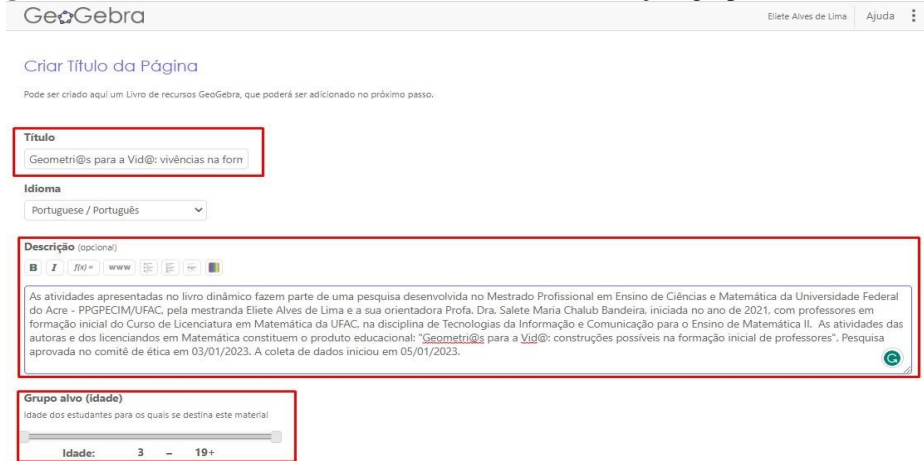 GeoGebra
Eliete Alves de Lima
Ajuda
Criar Título da Página
Pode ser criado aqui um Livro de recursos GeoGebra, que poderá ser adicionado no próximo passo.
Título
Geometri@s para a Vid@: vivências na form
Idioma
Portuguese / Português
Descrição (opcional)
B I f(x) = www
As atividades apresentadas no livro dinâmico fazem parte de uma pesquisa desenvolvida no Mestrado Profissional em Ensino de Ciências e Matemática da Universidade Federal
do Acre - PPGPECIM/UFAC, pela mestranda Eliete Alves de Lima e a sua orientadora Profa. Dra. Salete Maria Chalub Bandeira, iniciada no ano de 2021, com professores em
formação inicial do Curso de Licenciatura em Matemática da UFAC, na disciplina de Tecnologias da Informação e Comunicação para o Ensino de Matemática II. As atividades das
autoras e dos licenciandos em Matemática constituem o produto educacional: "Geometri@s para a Vid@: construções possíveis na formação inicial de professores". Pesquisa
aprovada no comitê de ética em 03/01/2023. A coleta de dados iniciou em 05/01/2023.
Grupo alvo (idade)
Idade dos estudantes para os quais se destina este material
Idade: 3 – 19+